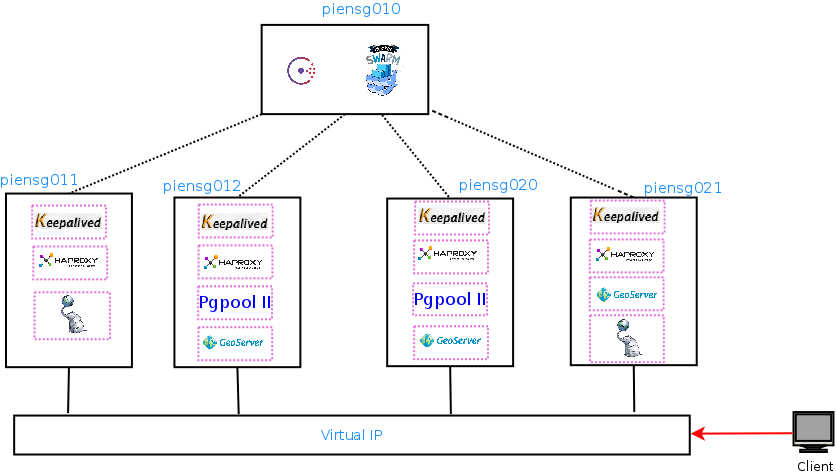 piensg010
SWARM
piensg011
piensg012
piensg020
piensg021
Keepalived
Keepalived
Keepalived
Keepalived
HAPROXY
HAPROXY
HAPROXY
HAPROXY
Pgpool II
Pgpool II
GeoServer
GeoServer
GeoServer
Virtual IP
Client